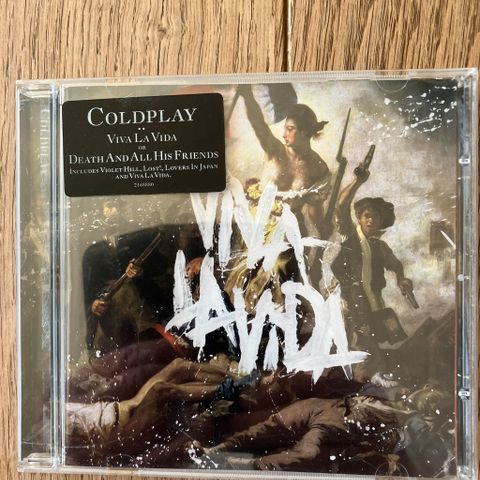 COLDPLAY
VIVA LA VIDA
OR
DEATH AND ALL HIS FRIENDS
INCLUDES VIOLET HILL, LOST!, LOVERS IN JAPAN
AND VIVA LA VIDA.
2168880
VIVA
LA VIDA